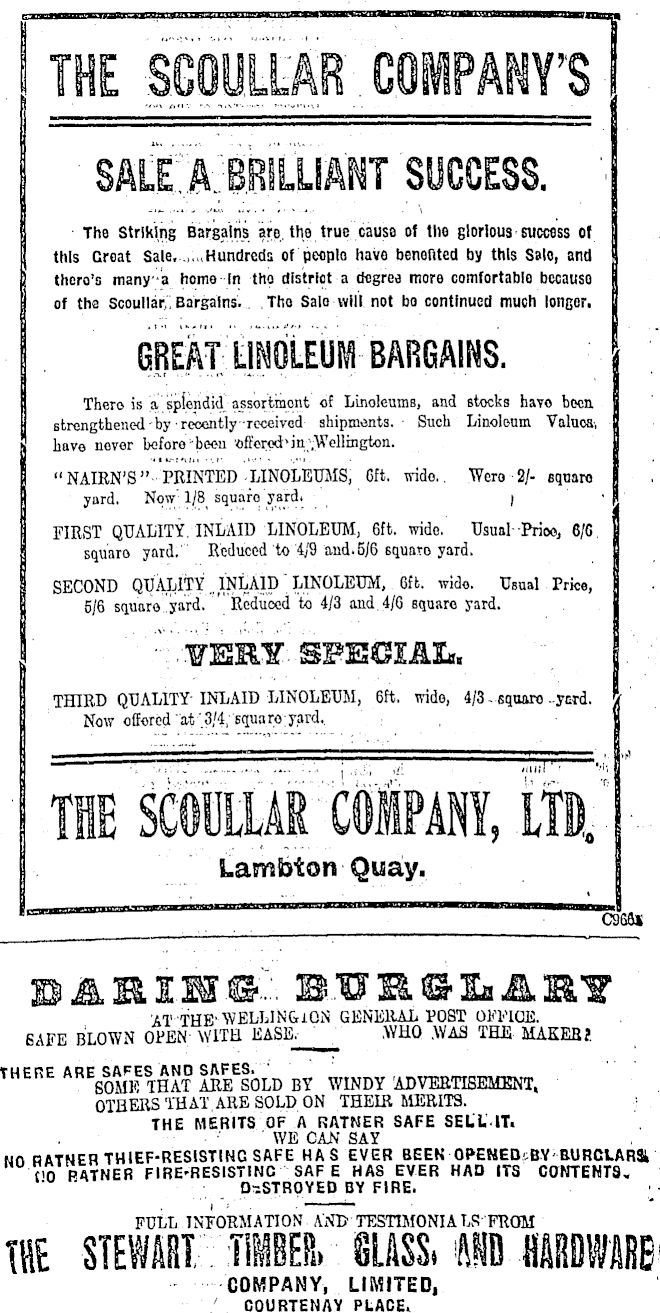 THE SCOULLAR COMPANY'S
SALE A BRILLIANT SUCCESS.
The Striking Bargains are the true cause of the glorious success of
this Great Sale. Hundreds of people have benefited by this Sale, and
there's many a home in the district a degree more comfortable because
of the Scoullar Bargains. The Sale will not be continued much longer.
GREAT LINOLEUM BARGAINS.
There is a splendid assortment of Linoleums, and stocks have been
strengthened by recently received shipments. Such Linoleum Values
have never before been offered in Wellington.
"NAIRN'S" PRINTED LINOLEUMS, 6ft. wide. Were 2/- square
yard. Now 1/8 square yard.
FIRST QUALITY INLAID LINOLEUM, 6ft. wide. Usual Price, 6/6
square yard. Reduced to 4/9 and 5/6 square yard.
SECOND QUALITY INLAID LINOLEUM, 6ft. wide. Usual Price,
5/6 square yard. Reduced to 4/3 and 4/6 square yard.
VERY SPECIAL.
THIRD QUALITY INLAID LINOLEUM, 6ft. wide, 4/3 square yard.
Now offered at 3/4 square yard.
THE SCOULLAR COMPANY, LTD.
Lambton Quay.
DARING BURGLARY
AT THE WELLINGTON GENERAL POST OFFICE.
SAFE BLOWN OPEN WITH EASE. WHO WAS THE MAKER?
THERE ARE SAFES AND SAFES.
SOME THAT ARE SOLD BY WINDY ADVERTISEMENT,
OTHERS THAT ARE SOLD ON THEIR MERITS.
THE MERITS OF A RATNER SAFE SELL IT.
WE CAN SAY
NO RATNER THIEF-RESISTING SAFE HAS EVER BEEN OPENED BY BURGLARS.
NO RATNER FIRE-RESISTING SAFE HAS EVER HAD ITS CONTENTS
DESTROYED BY FIRE.
FULL INFORMATION AND TESTIMONIALS FROM
THE STEWART TIMBER, GLASS, AND HARDWARE
COMPANY, LIMITED,
COURTENAY PLACE.